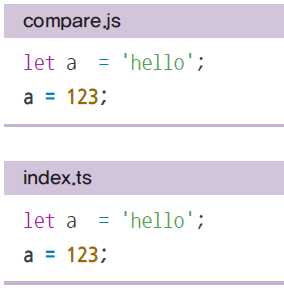 compare.js
let a  = 'hello';
a = 123;
index.ts
let a  = 'hello';
a = 123;